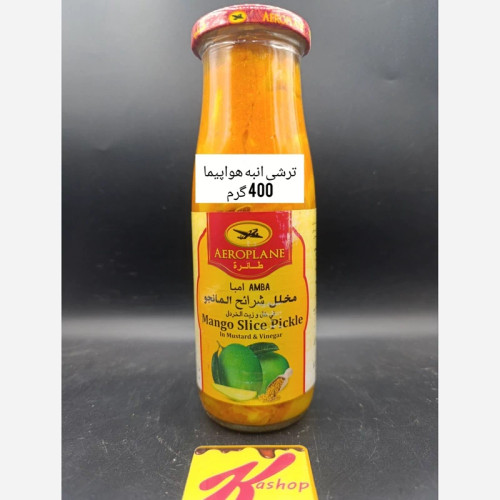 AEROPLANE
ترشی انبه هواپیما
400 گرم
AEROPLANE
طائرة
امبا AMBA
مخلل شرائح المانجو
Mango Slice Pickle
in Mustard & Vinegar
Kashop